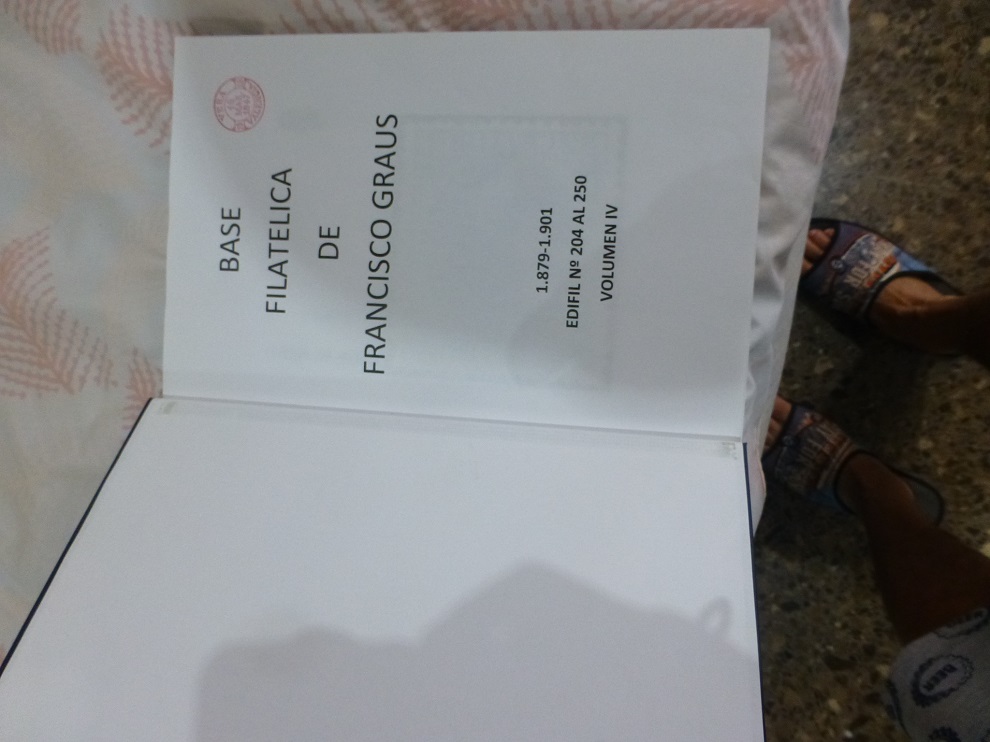 BASE
FILATELICA
DE
FRANCISCO GRAUS
1.879-1.901
EDIFIL Nº 204 AL 250
VOLUMEN IV